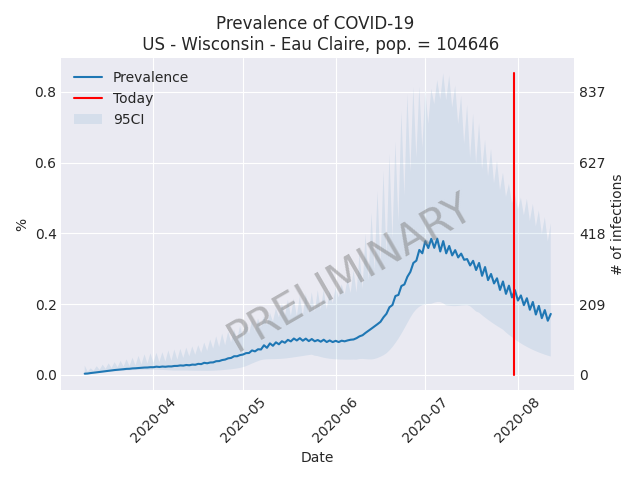 Prevalence of COVID-19
US - Wisconsin - Eau Claire, pop. = 104646
Prevalence
Today
95CI
0.8
0.6
0.4
0.2
0.0
%
837
627
418
209
0
# of infections
PRELIMINARY
2020-04
2020-05
2020-06
2020-07
2020-08
Date